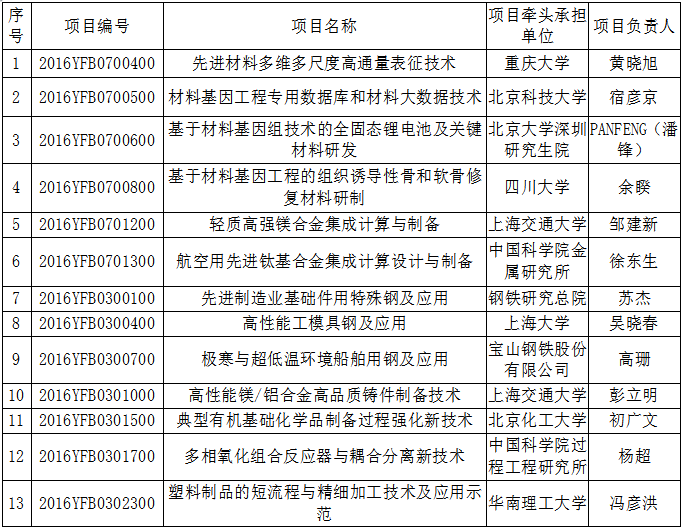 序号 项目编号 项目名称 项目牵头承担单位 项目负责人
1 2016YFB0700400 先进材料多维多尺度高通量表征技术 重庆大学 黄晓旭
2 2016YFB0700500 材料基因工程专用数据库和材料大数据技术 北京科技大学 宿彦京
3 2016YFB0700600 基于材料基因组技术的全固态锂电池及关键材料研发 北京大学深圳研究生院 PANFENG（潘锋）
4 2016YFB0700800 基于材料基因工程的组织诱导性骨和软骨修复材料研制 四川大学 余睽
5 2016YFB0701200 轻质高强镁合金集成计算与制备 上海交通大学 邹建新
6 2016YFB0701300 航空用先进钛基合金集成计算设计与制备 中国科学院金属研究所 徐东生
7 2016YFB0300100 先进制造业基础件用特殊钢及应用 钢铁研究总院 苏杰
8 2016YFB0300400 高性能工模具钢及应用 上海大学 吴晓春
9 2016YFB0300700 极寒与超低温环境船舶用钢及应用 宝山钢铁股份有限公司 高珊
10 2016YFB0301000 高性能镁/铝合金高品质铸件制备技术 上海交通大学 彭立明
11 2016YFB0301500 典型有机基础化学品制备过程强化新技术 北京化工大学 初广文
12 2016YFB0301700 多相氧化组合反应器与耦合分离新技术 中国科学院过程工程研究所 杨超
13 2016YFB0302300 塑料制品的短流程与精细加工技术及应用示范 华南理工大学 冯彦洪